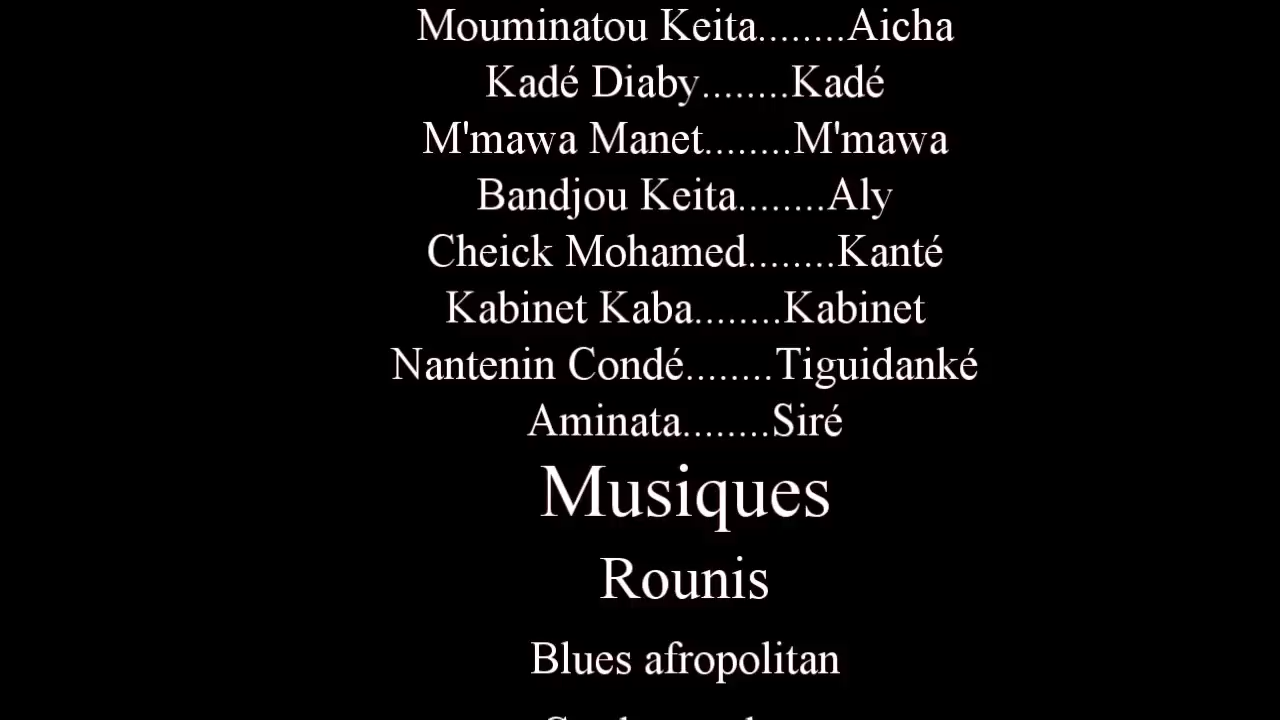 Mouminatou Keita........Aicha
Kadé Diaby........Kadé
M'mawa Manet........M'mawa
Bandjou Keita........Aly
Cheick Mohamed........Kanté
Kabinet Kaba........Kabinet
Nantenin Condé........Tiguidanké
Aminata........Siré
Musiques
Rounis
Blues afropolitan